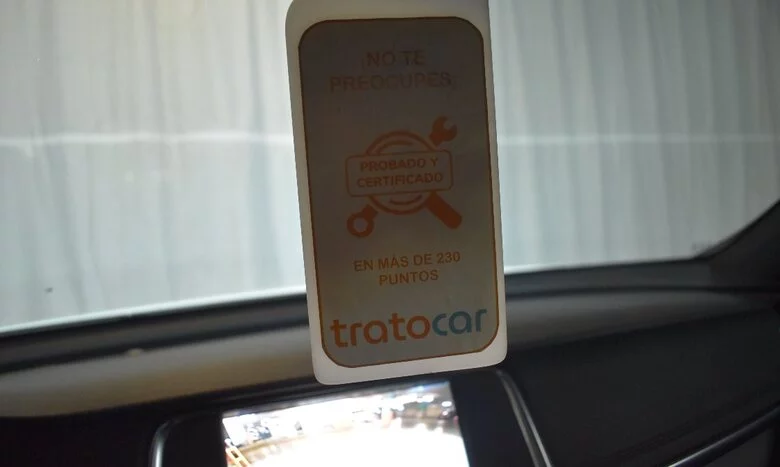 NO TE
PREOCUPES,
PROBADO Y
CERTIFICADO
EN MÁS DE 230
PUNTOS
tratocar